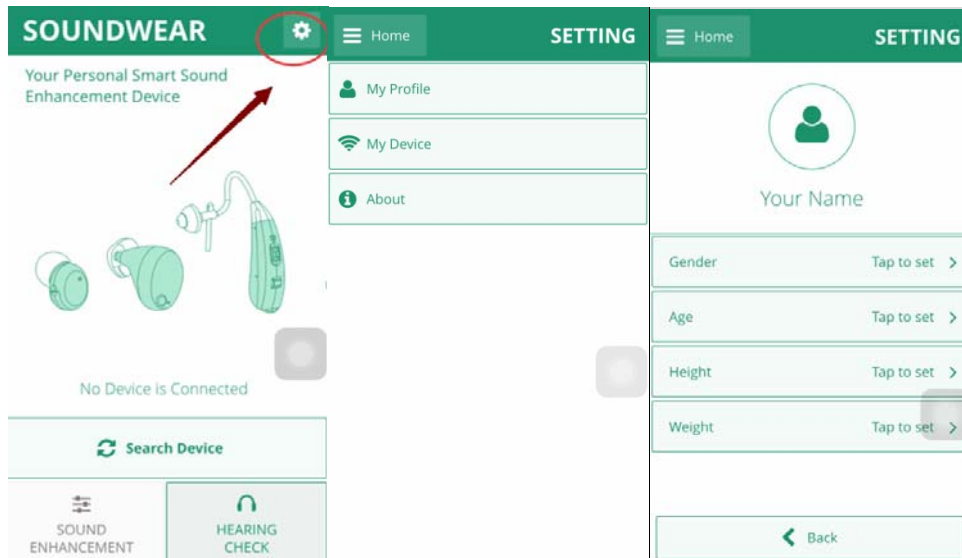 SOUNDWEAR
Your Personal Smart Sound
Enhancement Device
No Device is Connected
Search Device
SOUND
ENHANCEMENT
HEARING
CHECK
Home
SETTING
My Profile
My Device
About
Home
SETTING
Your Name
Gender
Tap to set
Age
Tap to set
Height
Tap to set
Weight
Tap to set
Back